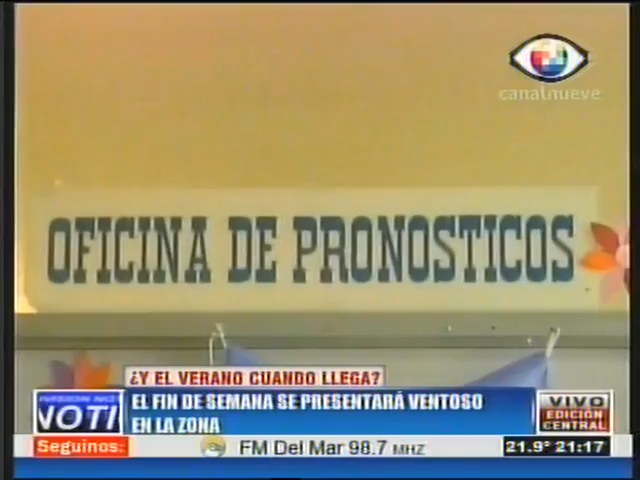 canalnueve
OFICINA DE PRONOSTICOS
¿Y EL VERANO CUANDO LLEGA?
EL FIN DE SEMANA SE PRESENTARÁ VENTOSO
EN LA ZONA
NOTI
VIVO
EDICIÓN
CENTRAL
Seguinos:
FM Del Mar 98.7 MHZ
21.9° 21:17